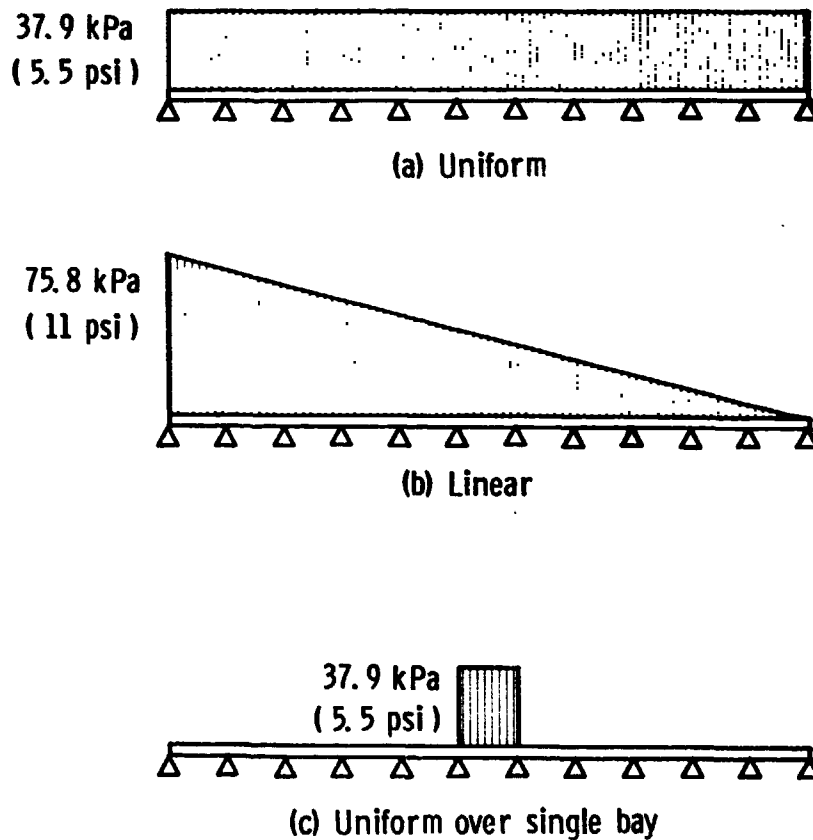 37.9 kPa
(5.5 psi)
(a) Uniform
75.8 kPa
(11 psi)
(b) Linear
37.9 kPa
(5.5 psi)
(c) Uniform over single bay